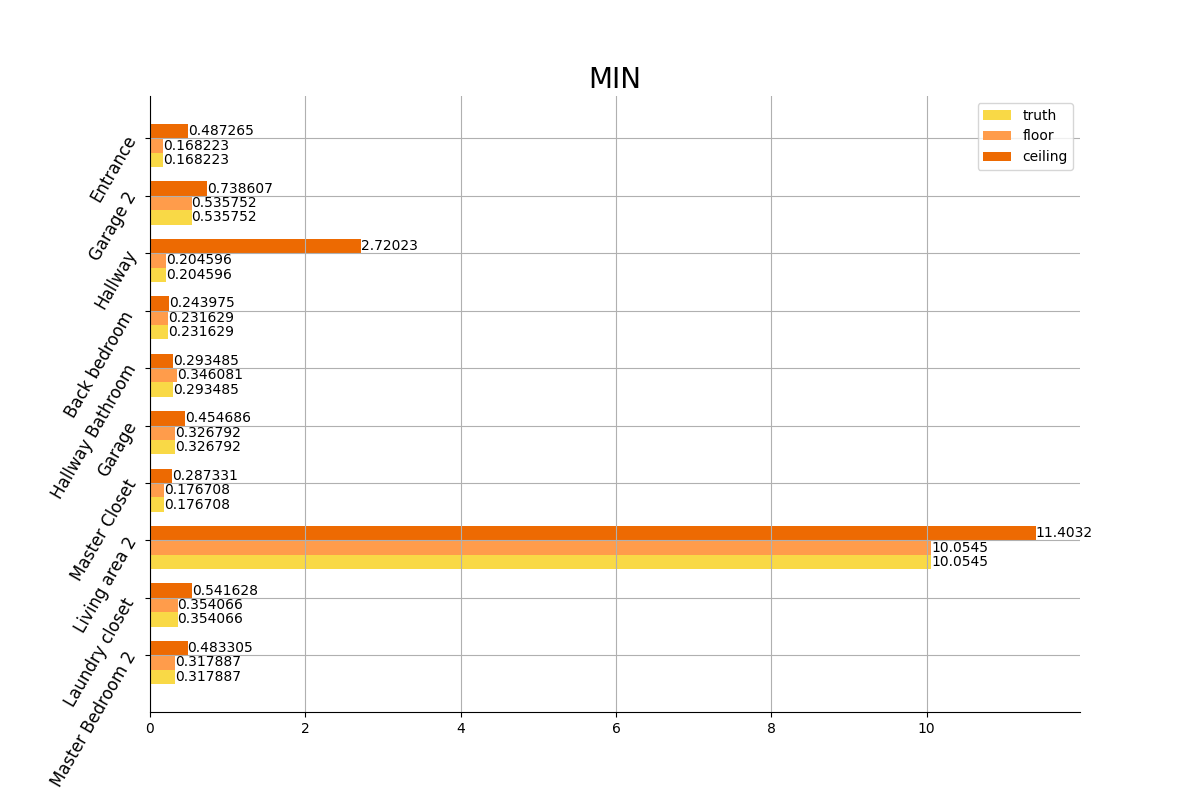 MIN
truth
floor
ceiling
Entrance
0.487265
0.168223
0.168223
Garage 2
0.738607
0.535752
0.535752
Hallway
2.72023
0.204596
0.204596
Back bedroom
0.243975
0.231629
0.231629
Hallway Bathroom
0.293485
0.346081
0.293485
Garage
0.454686
0.326792
0.326792
Master Closet
0.287331
0.176708
0.176708
Living area 2
11.4032
10.0545
10.0545
Laundry closet
0.541628
0.354066
0.354066
Master Bedroom 2
0.483305
0.317887
0.317887
0 2 4 6 8 10